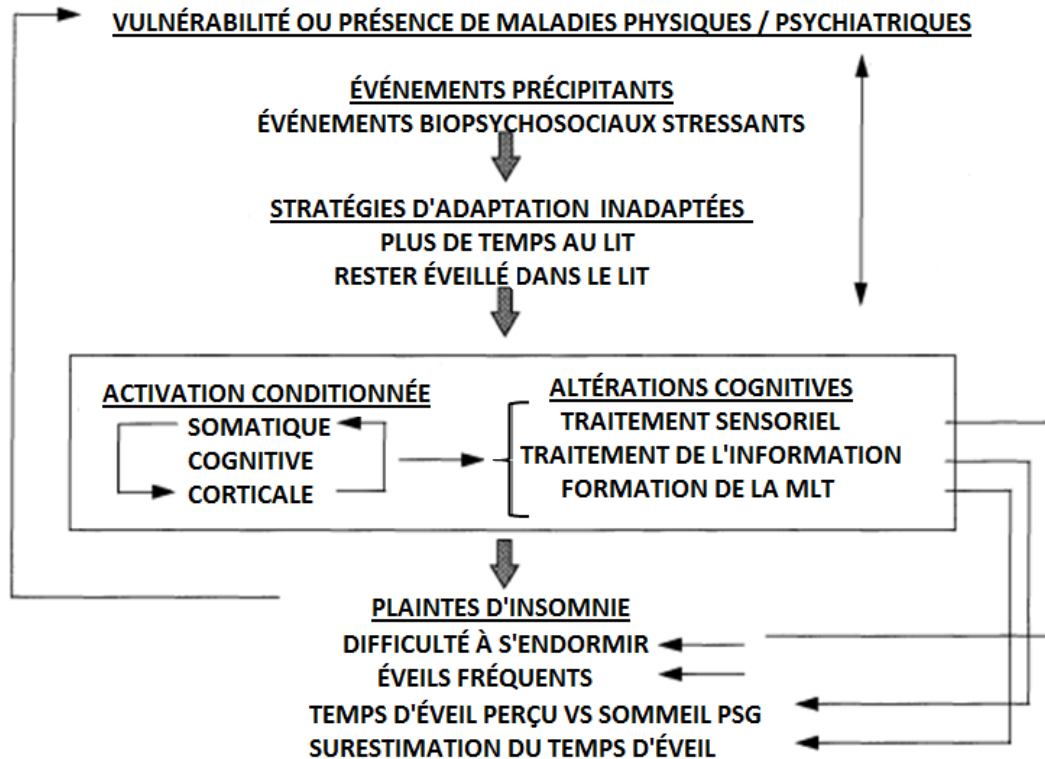 VULNÉRABILITÉ OU PRÉSENCE DE MALADIES PHYSIQUES / PSYCHIATRIQUES
ÉVÉNEMENTS PRÉCIPITANTS
ÉVÉNEMENTS BIOPSYCHOSOCIAUX STRESSANTS
STRATÉGIES D'ADAPTATION INADAPTÉES
PLUS DE TEMPS AU LIT
RESTER ÉVEILLÉ DANS LE LIT
ACTIVATION CONDITIONNÉE
SOMATIQUE
COGNITIVE
CORTICALE
ALTÉRATIONS COGNITIVES
TRAITEMENT SENSORIEL
TRAITEMENT DE L'INFORMATION
FORMATION DE LA MLT
PLAINTES D'INSOMNIE
DIFFICULTÉ À S'ENDORMIR
ÉVEILS FRÉQUENTS
TEMPS D'ÉVEIL PERÇU VS SOMMEIL PSG
SURESTIMATION DU TEMPS D'ÉVEIL